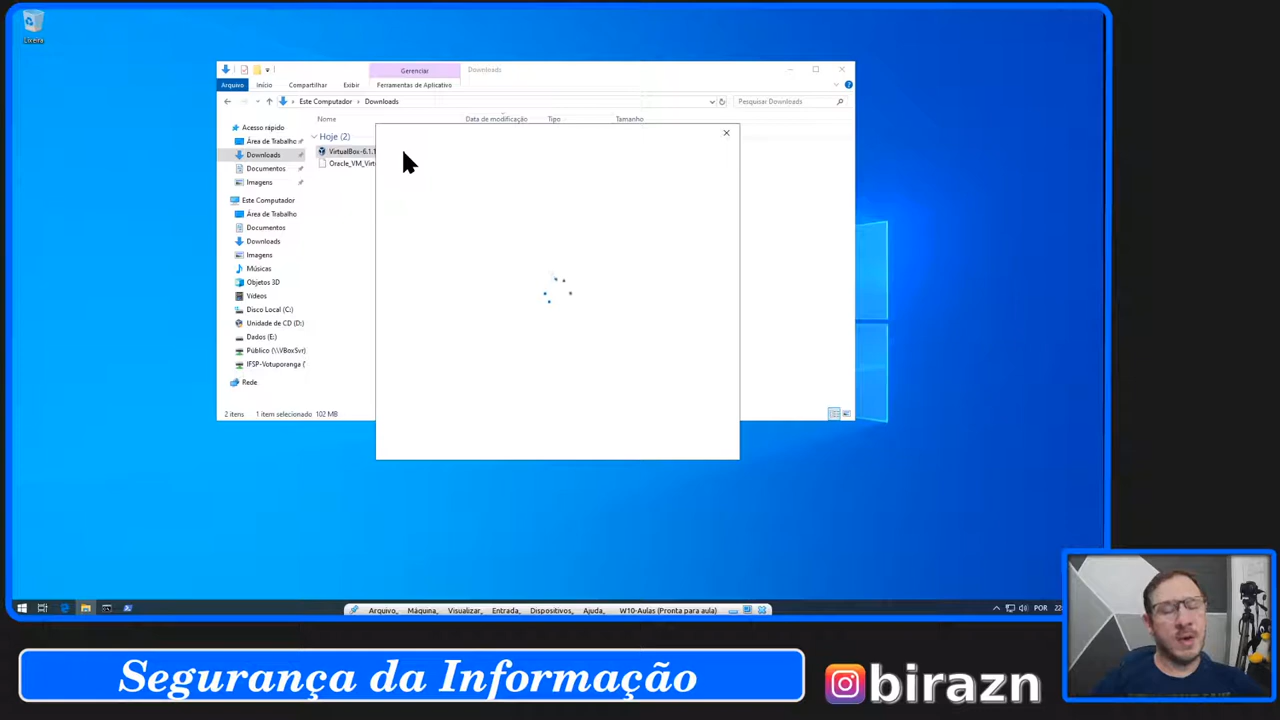 Lixeira
Gerenciar
Downloads
Arquivo
Início
Compartilhar
Exibir
Ferramentas de Aplicativo
Este Computador
Downloads
Pesquisar Downloads
Nome
Data de modificação
Tipo
Tamanho
Acesso rápido
Área de Trabalho
Downloads
Documentos
Imagens
Este Computador
Área de Trabalho
Documentos
Downloads
Imagens
Músicas
Objetos 3D
Vídeos
Disco Local (C:)
Unidade de CD (D:)
Dados (E:)
Público (\\VBoxSvr)
IFSP-Votuporanga (
Rede
Hoje (2)
VirtualBox-6.1.1
Oracle_VM_Virt
2 itens
1 item selecionado 102 MB
Arquivo
Máquina
Visualizar
Entrada
Dispositivos
Ajuda
W10-Aulas (Pronta para aula)
POR
22
Segurança da Informação
birazn